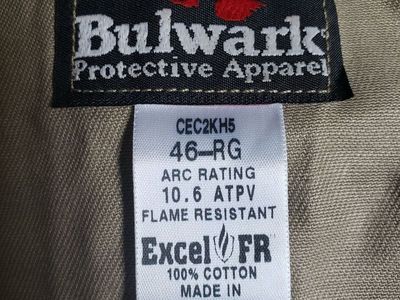 Bulwark
Protective Apparel
CEC2KH5
46-RG
ARC RATING
10.6 ATPV
FLAME RESISTANT
Excel FR
100% COTTON
MADE IN